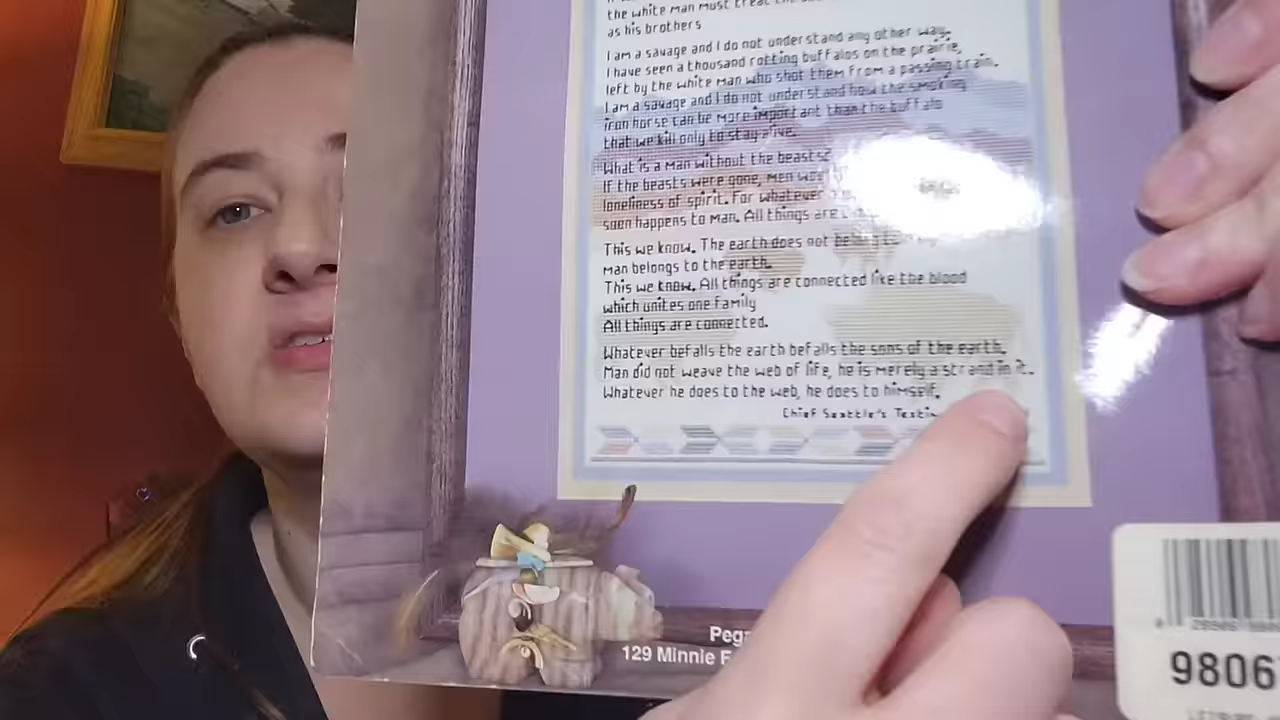 the white man must treat the
as his brothers
I am a savage and I do not understand any other way.
I have seen a thousand rotting buffalos on the prairie,
left by the white man who shot them from a passing train.
I am a savage and I do not understand how the smoking
iron horse can be more important than the buffalo
that we kill only to stay alive.
What is a man without the beasts
If the beasts were gone, men
loneliness of spirit. For whatever
soon happens to man. All things are
This we know. The earth does not belong to
man belongs to the earth.
This we know. All things are connected like the blood
which unites one family
All things are connected.
Whatever befalls the earth befalls the sons of the earth.
Man did not weave the web of life, he is merely a strand in it.
Whatever he does to the web, he does to himself.
Chief Seattle's
129 Minnie
9806